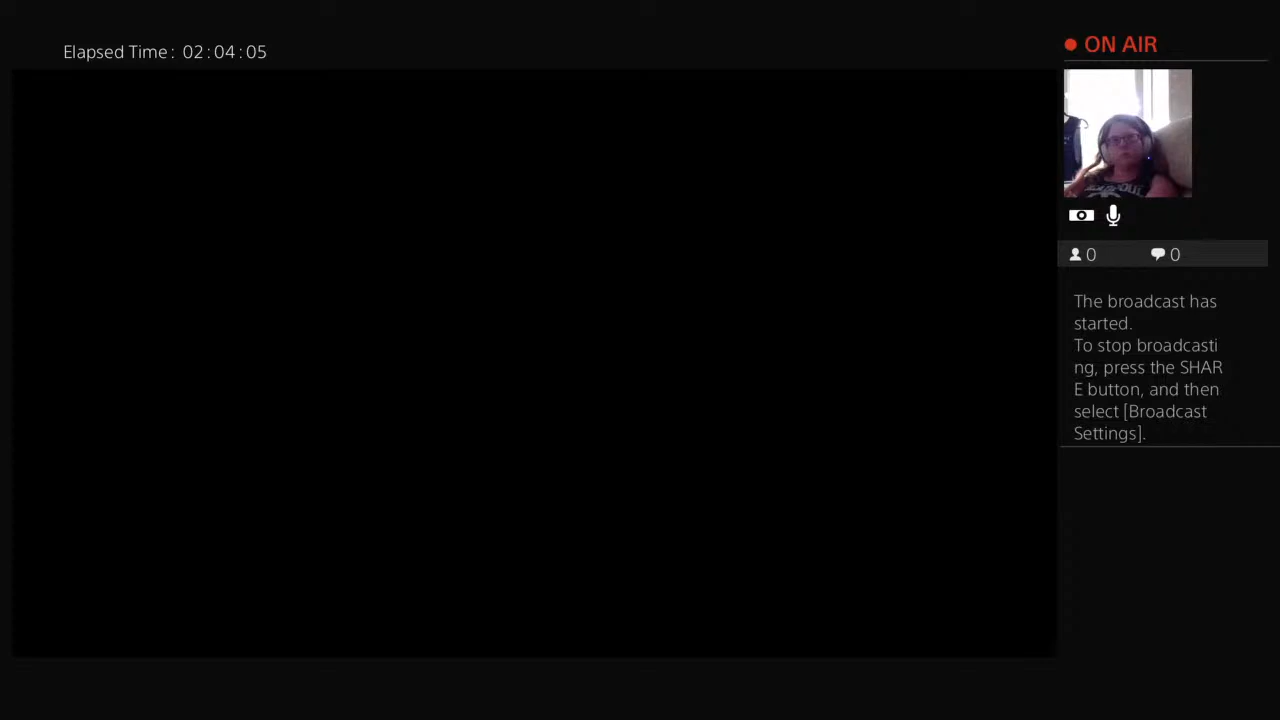 Elapsed Time: 02:04:05
ON AIR
0 0
The broadcast has
started.
To stop broadcasti
ng, press the SHAR
E button, and then
select [Broadcast
Settings].